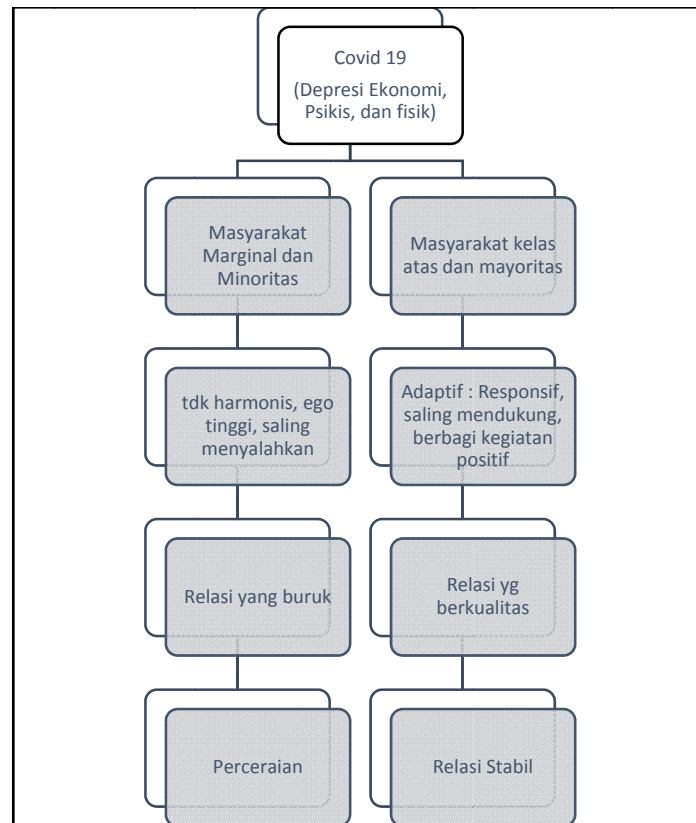 Covid 19
(Depresi Ekonomi,
Psikis, dan fisik)
Masyarakat
Marginal dan
Minoritas
Masyarakat kelas
atas dan mayoritas
tdk harmonis, ego
tinggi, saling
menyalahkan
Adaptif : Responsif,
saling mendukung,
berbagi kegiatan
positif
Relasi yang buruk
Relasi yg
berkualitas
Perceraian
Relasi Stabil